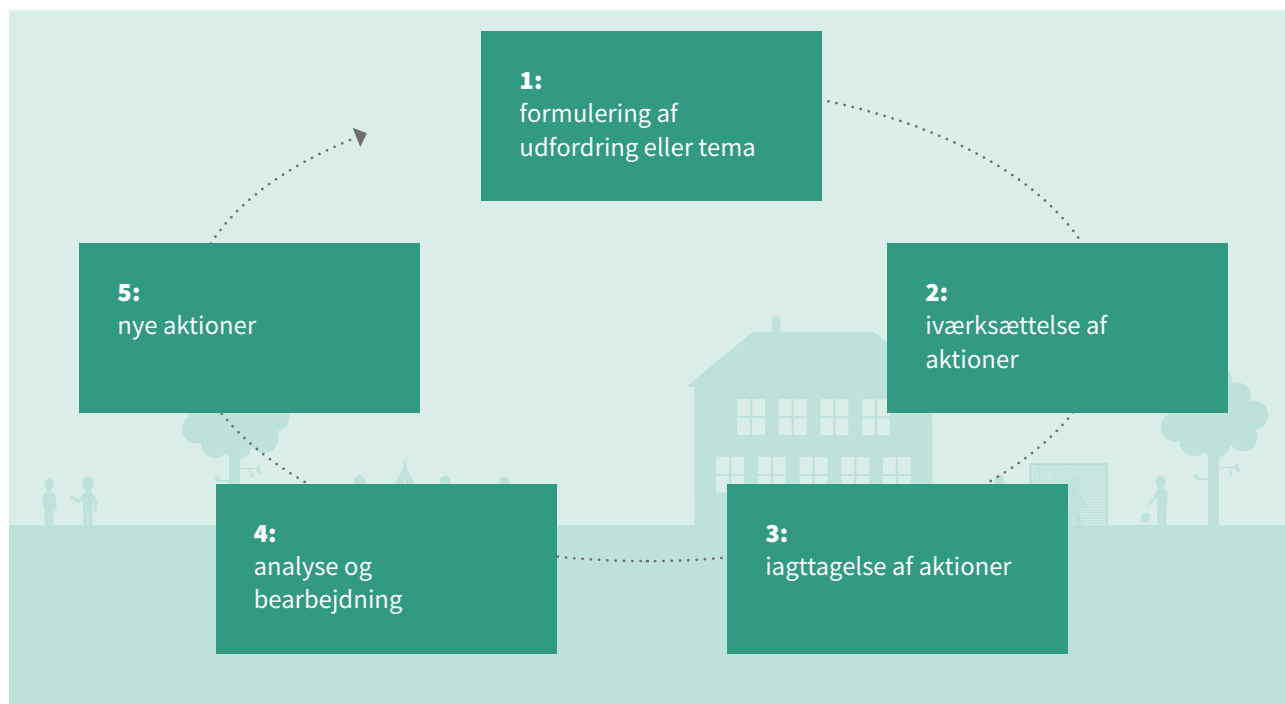 1:
formulering af
udfordring eller tema
2:
iværksættelse af
aktioner
3:
iagttagelse af aktioner
4:
analyse og
bearbejdning
5:
nye aktioner